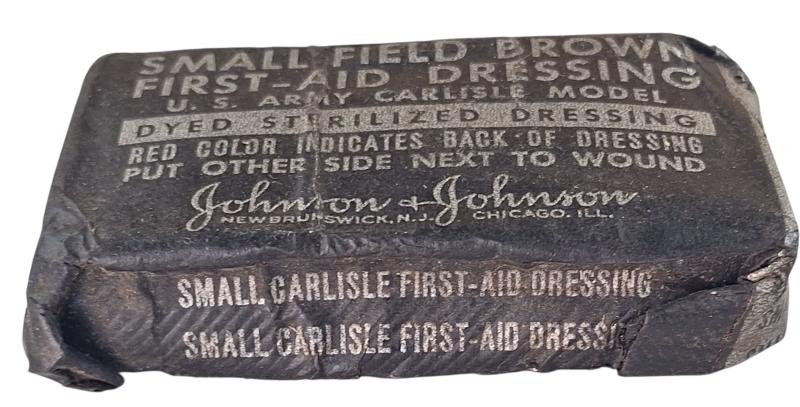 SMALL FIELD BROWN
FIRST-AID DRESSING
U.S. ARMY CARLISLE MODEL
DYED STERILIZED DRESSING
RED COLOR INDICATES BACK OF DRESSING
PUT OTHER SIDE NEXT TO WOUND
Johnson & Johnson
NEW BRUNSWICK, N.J. CHICAGO, ILL.
SMALL CARLISLE FIRST-AID DRESSING
SMALL CARLISLE FIRST-AID DRESSI